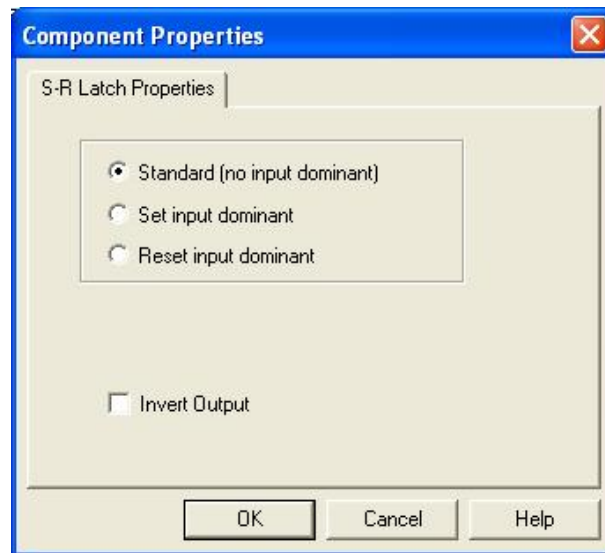 Component Properties
S-R Latch Properties
Standard (no input dominant)
Set input dominant
Reset input dominant
Invert Output
OK Cancel Help